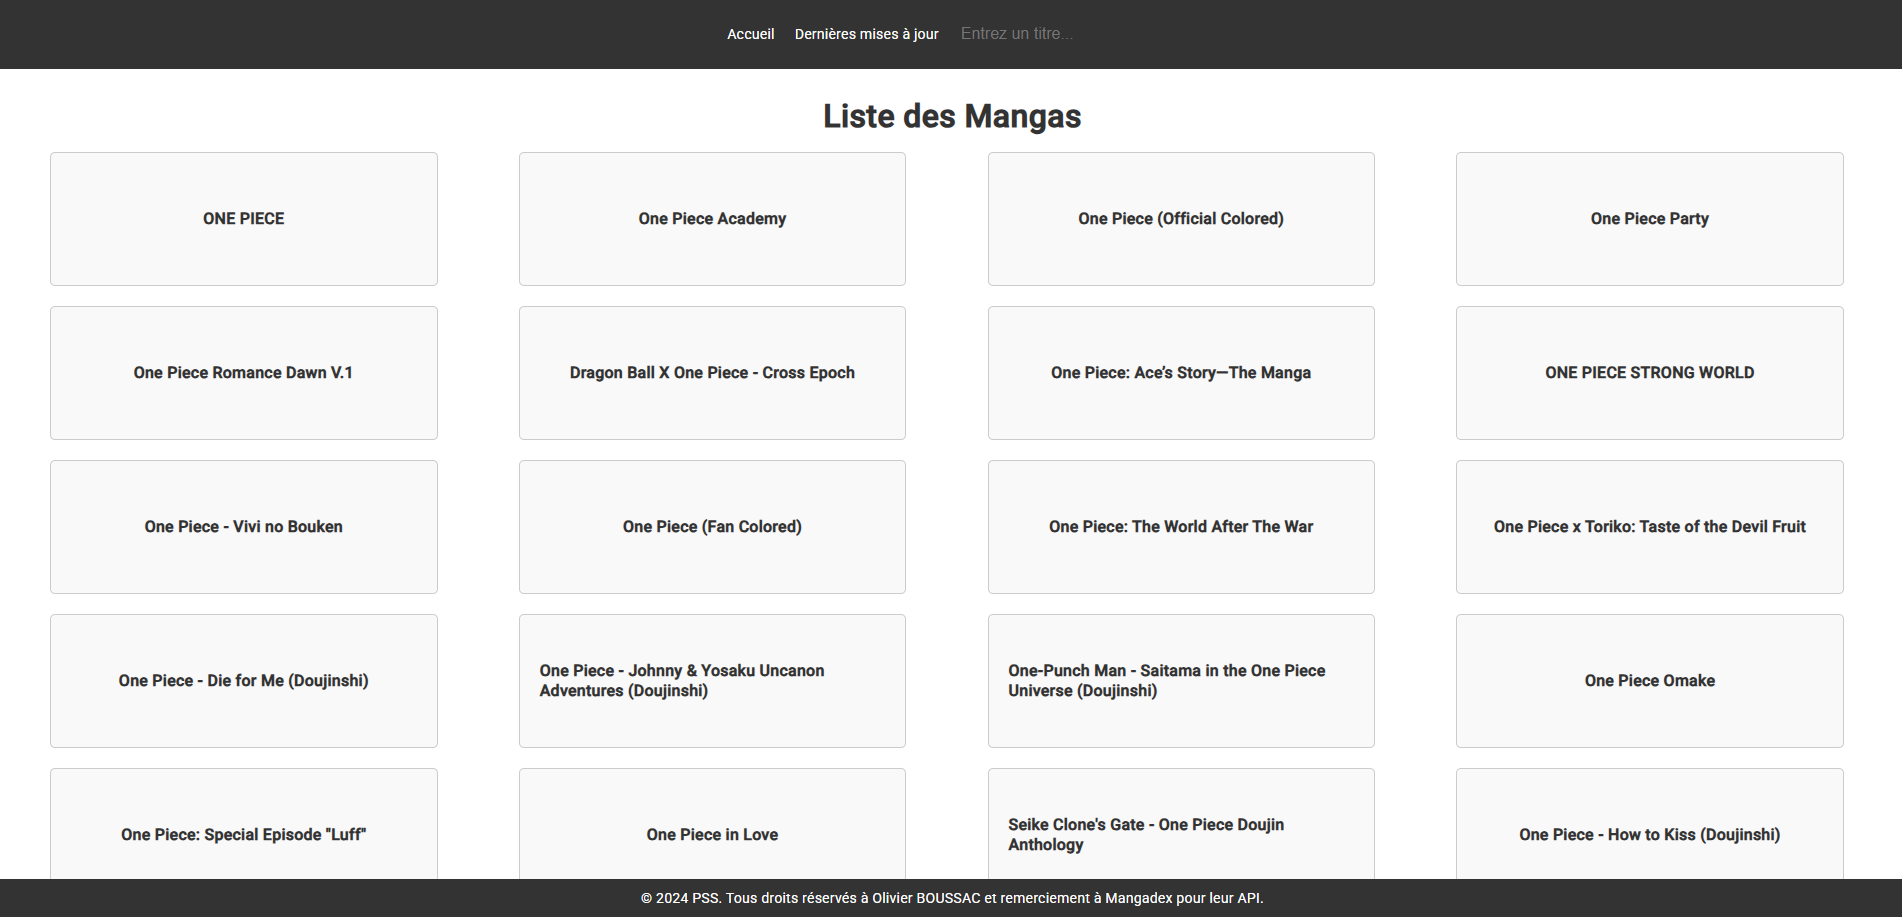 Accueil
Dernières mises à jour
Entrez un titre...
Liste des Mangas
ONE PIECE
One Piece Academy
One Piece (Official Colored)
One Piece Party
One Piece Romance Dawn V.1
Dragon Ball X One Piece - Cross Epoch
One Piece: Ace’s Story—The Manga
ONE PIECE STRONG WORLD
One Piece - Vivi no Bouken
One Piece (Fan Colored)
One Piece: The World After The War
One Piece x Toriko: Taste of the Devil Fruit
One Piece - Die for Me (Doujinshi)
One Piece - Johnny & Yosaku Uncanon
Adventures (Doujinshi)
One-Punch Man - Saitama in the One Piece
Universe (Doujinshi)
One Piece Omake
One Piece: Special Episode "Luff"
One Piece in Love
Seike Clone's Gate - One Piece Doujin
Anthology
One Piece - How to Kiss (Doujinshi)
© 2024 PSS. Tous droits réservés à Olivier BOUSSAC et remerciement à Mangadex pour leur API.